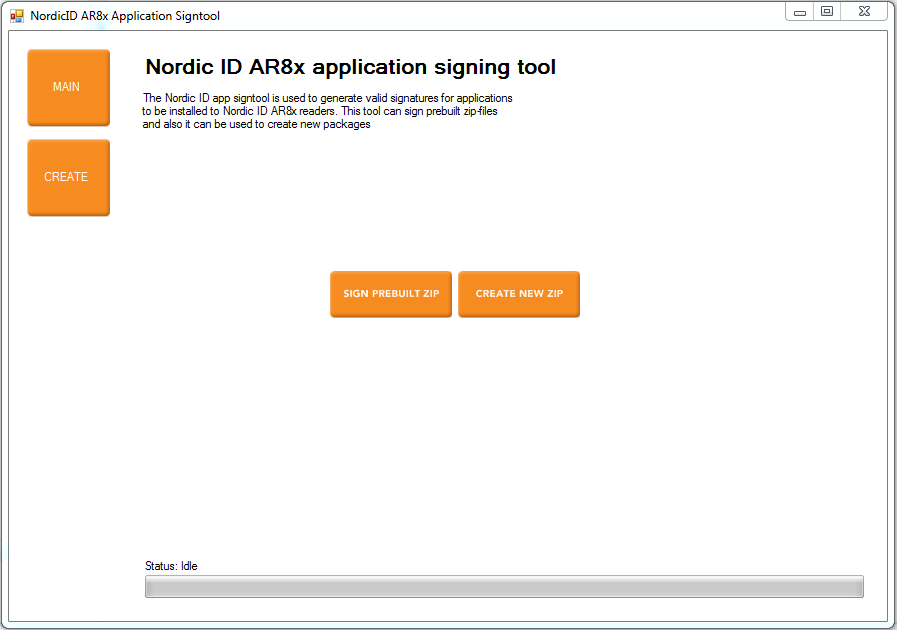 NordicID AR8x Application Signtool
MAIN
CREATE
Nordic ID AR8x application signing tool
The Nordic ID app signtool is used to generate valid signatures for applications
to be installed to Nordic ID AR8x readers. This tool can sign prebuilt zip-files
and also it can be used to create new packages
SIGN PREBUILT ZIP
CREATE NEW ZIP
Status: Idle